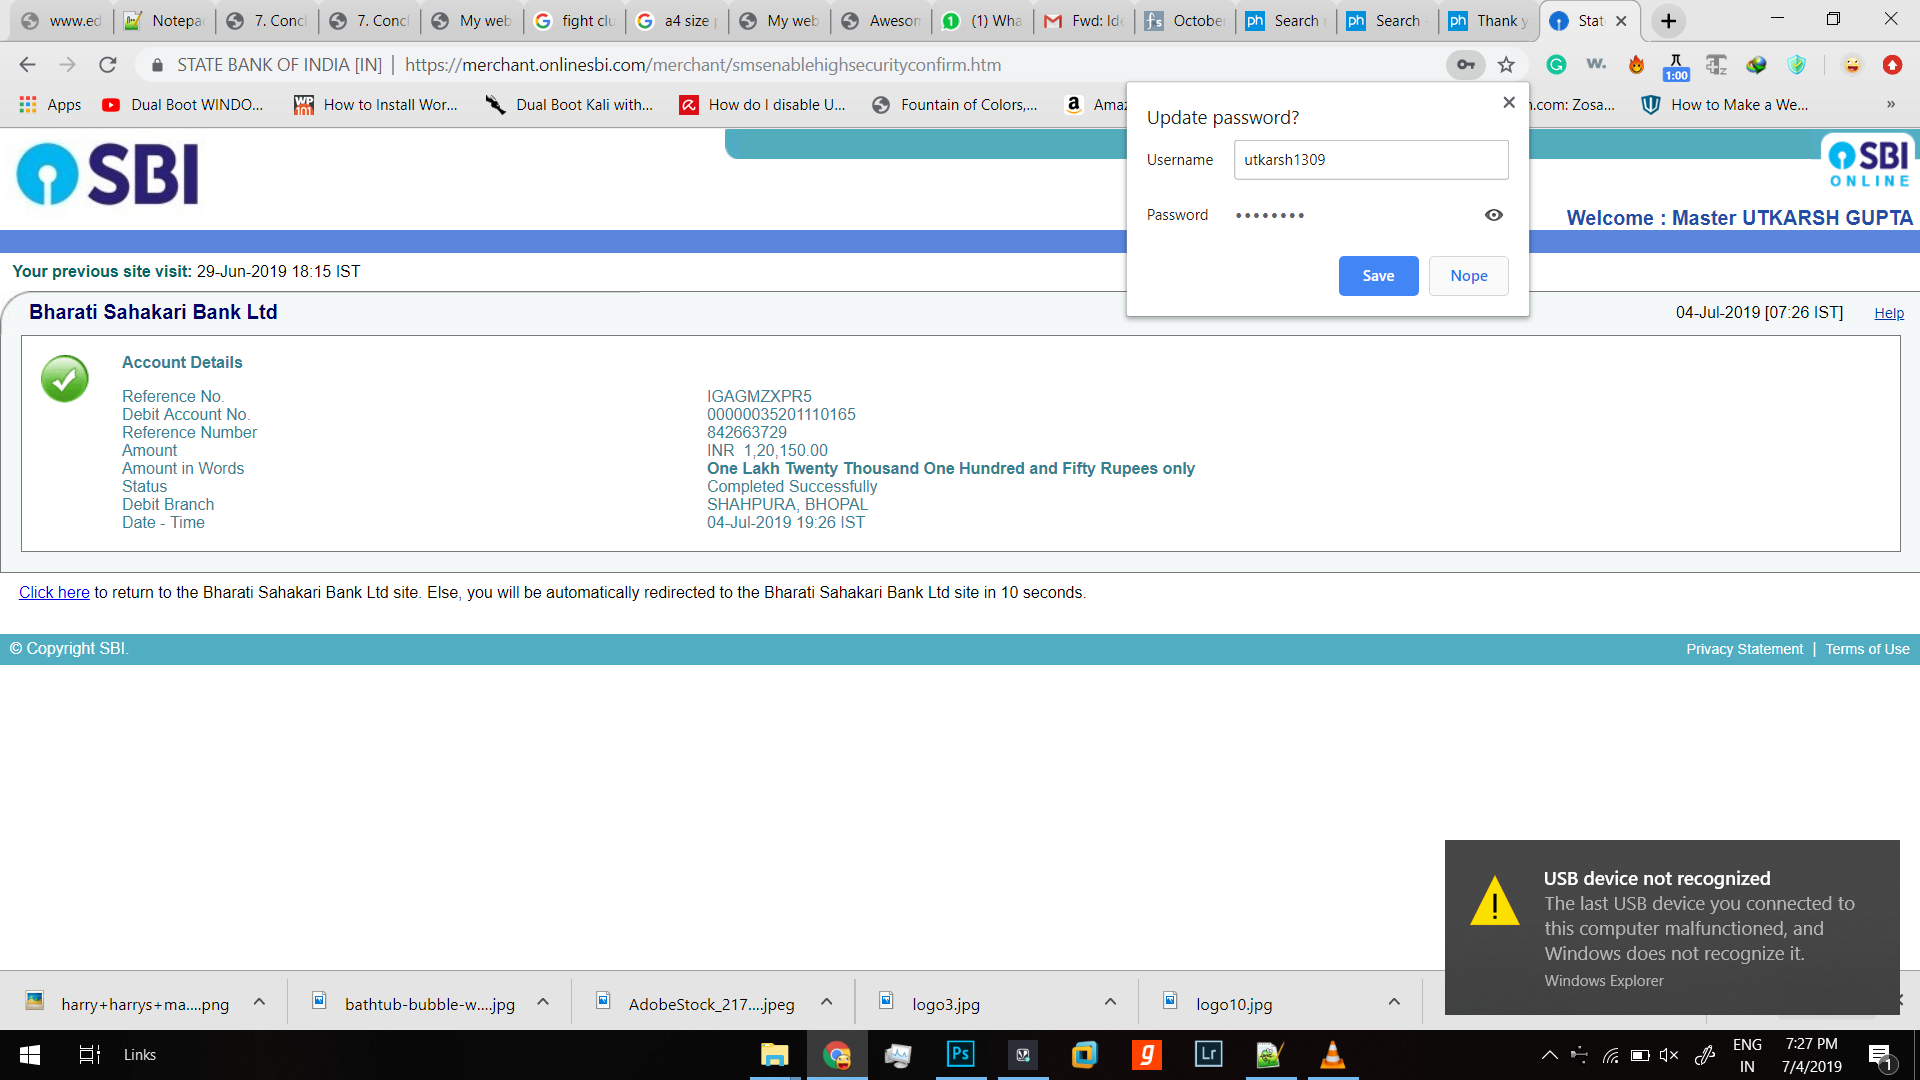 www.ed
Notepa
7. Conc
7. Conc
My web
fight clu
a4 size p
My web
Awesom
(1) Wha
Fwd: Ide
October
Search
Search
Thank y
Stat
STATE BANK OF INDIA [IN] | https://merchant.onlinesbi.com/merchant/smsenablehighsecurityconfirm.htm
1:00
Apps
Dual Boot WINDO...
How to Install Wor...
Dual Boot Kali with...
How do I disable U...
Fountain of Colors,...
Amaz
n.com: Zosa...
How to Make a We...
»
Update password?
Username utkarsh1309
Password ••••••••
Save Nope
SBI
SBI
ONLINE
Welcome : Master UTKARSH GUPTA
Your previous site visit: 29-Jun-2019 18:15 IST
Bharati Sahakari Bank Ltd
04-Jul-2019 [07:26 IST] Help
Account Details
Reference No. IGAGMZXPR5
Debit Account No. 00000035201110165
Reference Number 842663729
Amount INR 1,20,150.00
Amount in Words One Lakh Twenty Thousand One Hundred and Fifty Rupees only
Status Completed Successfully
Debit Branch SHAHPURA, BHOPAL
Date - Time 04-Jul-2019 19:26 IST
Click here to return to the Bharati Sahakari Bank Ltd site. Else, you will be automatically redirected to the Bharati Sahakari Bank Ltd site in 10 seconds.
© Copyright SBI.
Privacy Statement | Terms of Use
USB device not recognized
The last USB device you connected to
this computer malfunctioned, and
Windows does not recognize it.
Windows Explorer
harry+harrys+ma....png
bathtub-bubble-w....jpg
AdobeStock_217....jpeg
logo3.jpg
logo10.jpg
Links
Ps
Lr
ENG
IN
7:27 PM
7/4/2019
1